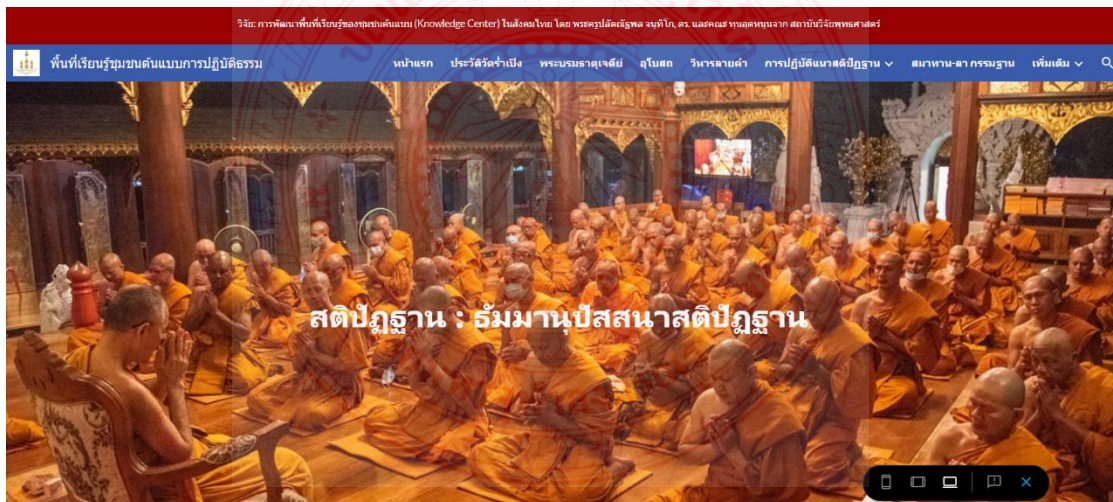 วิจัย: การพัฒนาพื้นที่เรียนรู้ของชุมชนต้นแบบ (Knowledge Center) ในสังคมไทย โดย พระครูปลัดณัฐพล จนฺทิโก, ดร. และคณะ ทุนอุดหนุนจาก สถาบันวิจัยพุทธศาสตร์
พื้นที่เรียนรู้ชุมชนต้นแบบการปฏิบัติธรรม หน้าแรก ประวัติวัดร่ำเปิง พระบรมธาตุเจดีย์ อุโบสถ วิหารลายคำ การปฏิบัติแนวสติปัฏฐาน สมาทาน-ลา กรรมฐาน เพิ่มเติม
สติปัฏฐาน : ธัมมานุปัสสนาสติปัฏฐาน